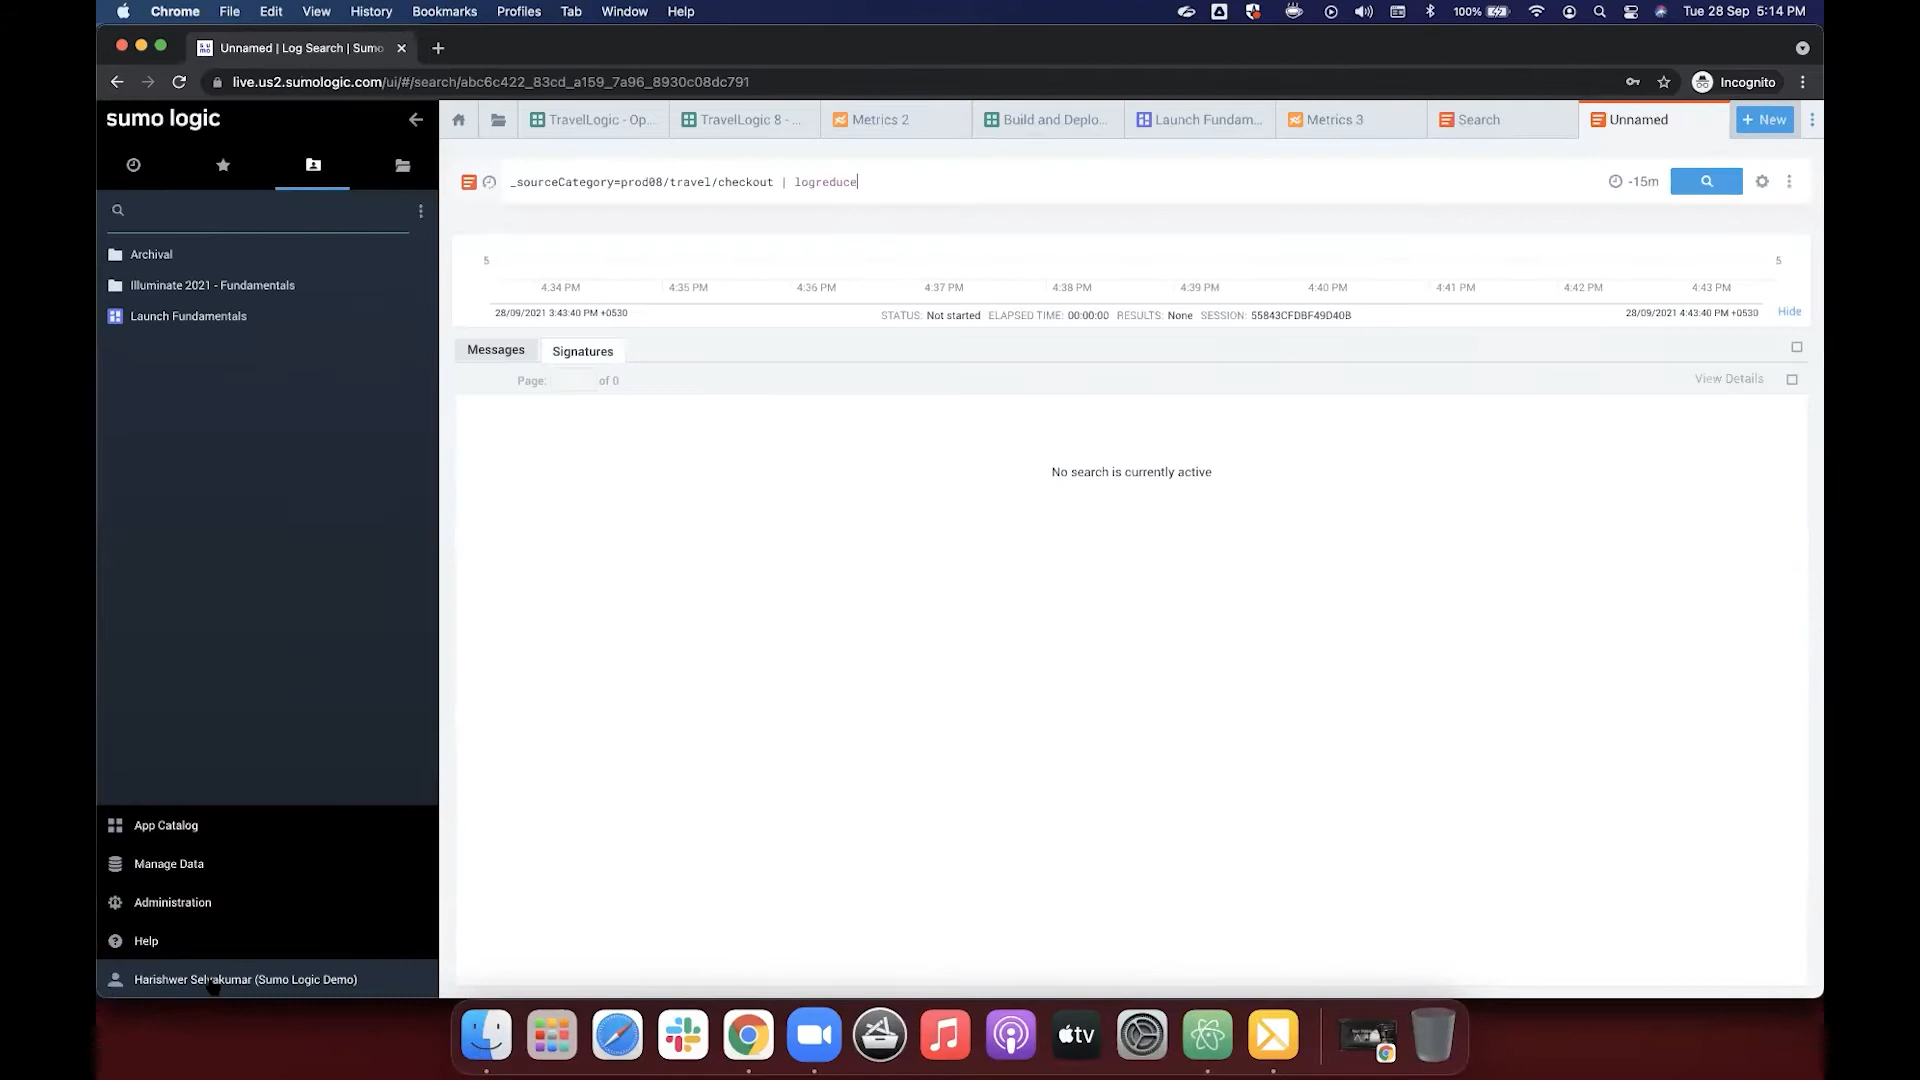 Chrome File Edit View History Bookmarks Profiles Tab Window Help 100% Tue 28 Sep 5:14 PM
Unnamed | Log Search | Sumo
live.us2.sumologic.com/ui/#/search/abc6c422_83cd_a159_7a96_8930c08dc791 Incognito
sumo logic
TravelLogic - Op... TravelLogic 8 - ... Metrics 2 Build and Deplo... Launch Fundam... Metrics 3 Search Unnamed + New
_sourceCategory=prod08/travel/checkout | logreduce -15m
Archival
Illuminate 2021 - Fundamentals
Launch Fundamentals
5 5
4:34 PM 4:35 PM 4:36 PM 4:37 PM 4:38 PM 4:39 PM 4:40 PM 4:41 PM 4:42 PM 4:43 PM
28/09/2021 3:43:40 PM +0530 STATUS: Not started ELAPSED TIME: 00:00:00 RESULTS: None SESSION: 55843CFDBF49D40B 28/09/2021 4:43:40 PM +0530 Hide
Messages Signatures
Page: of 0 View Details
No search is currently active
App Catalog
Manage Data
Administration
Help
Harishwer Selvakumar (Sumo Logic Demo)
tv